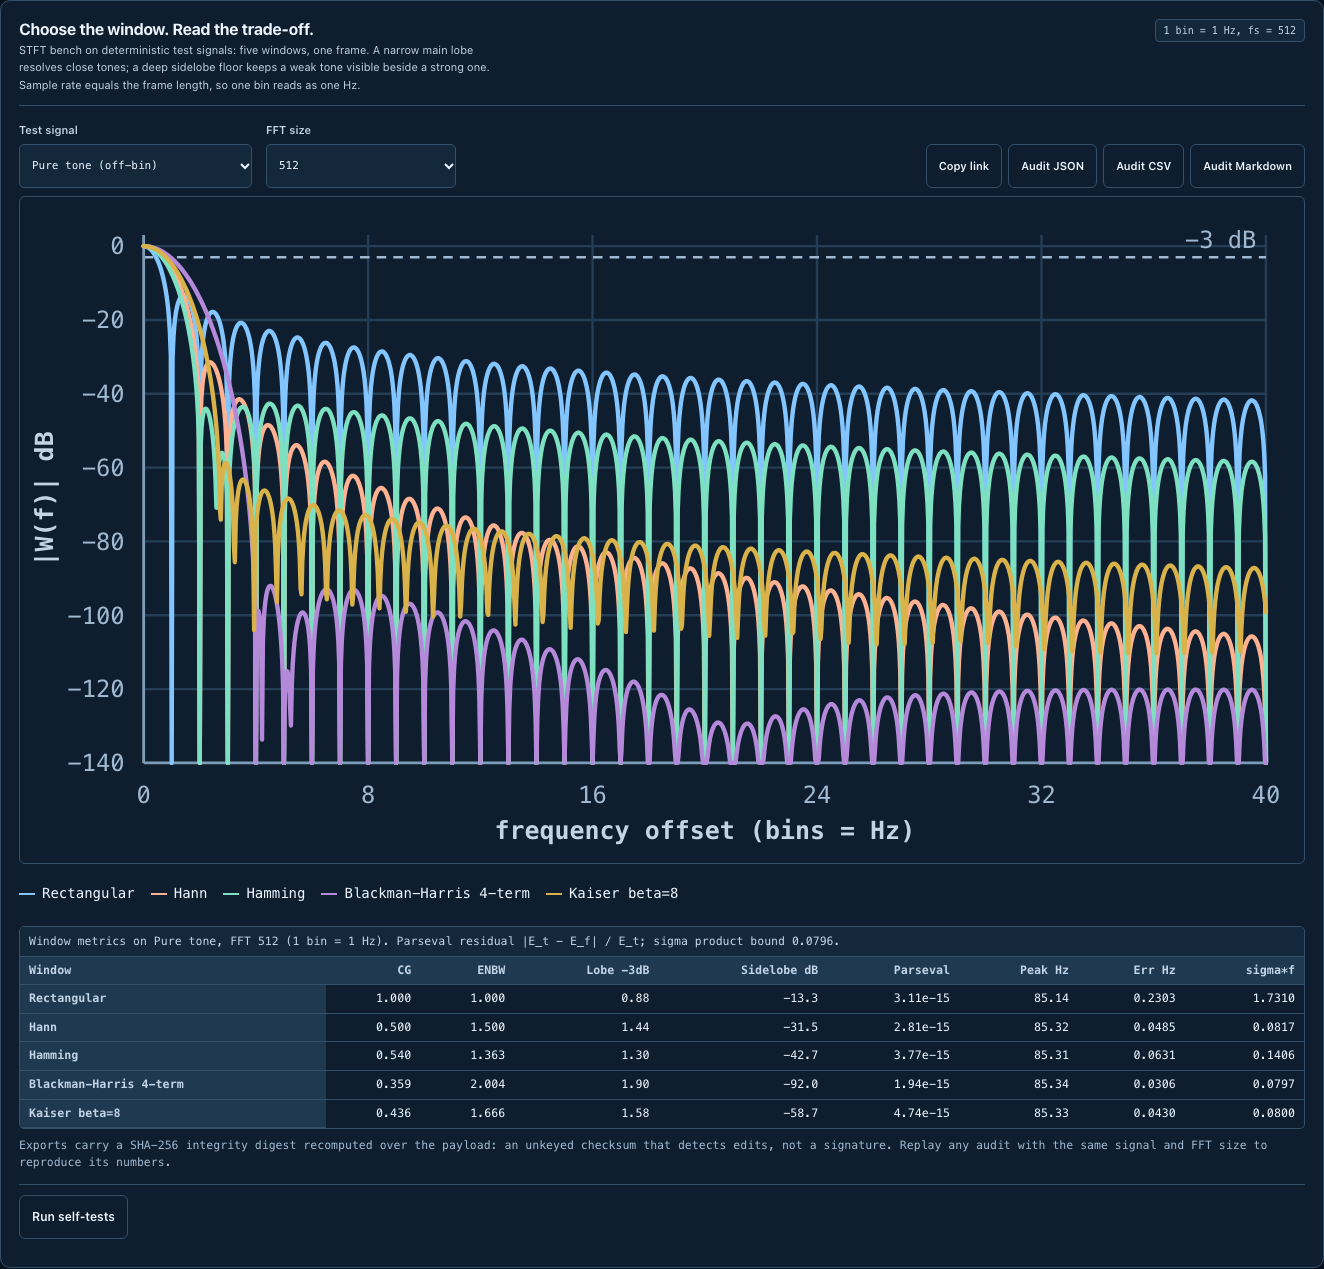 Choose the window. Read the trade-off.
1 bin = 1 Hz, fs = 512
STFT bench on deterministic test signals: five windows, one frame. A narrow main lobe
resolves close tones; a deep sidelobe floor keeps a weak tone visible beside a strong one.
Sample rate equals the frame length, so one bin reads as one Hz.
Test signal
FFT size
Pure tone (off-bin)
512
Copy link
Audit JSON
Audit CSV
Audit Markdown
−3 dB
0
−20
−40
−60
−80
−100
−120
−140
|W(f)| dB
0 8 16 24 32 40
frequency offset (bins = Hz)
Rectangular Hann Hamming Blackman-Harris 4-term Kaiser beta=8
Window metrics on Pure tone, FFT 512 (1 bin = 1 Hz). Parseval residual |E_t − E_f| / E_t; sigma product bound 0.0796.
Window CG ENBW Lobe −3dB Sidelobe dB Parseval Peak Hz Err Hz sigma*f
Rectangular 1.000 1.000 0.88 −13.3 3.11e-15 85.14 0.2303 1.7310
Hann 0.500 1.500 1.44 −31.5 2.81e-15 85.32 0.0485 0.0817
Hamming 0.540 1.363 1.30 −42.7 3.77e-15 85.31 0.0631 0.1406
Blackman-Harris 4-term 0.359 2.004 1.90 −92.0 1.94e-15 85.34 0.0306 0.0797
Kaiser beta=8 0.436 1.666 1.58 −58.7 4.74e-15 85.33 0.0430 0.0800
Exports carry a SHA-256 integrity digest recomputed over the payload: an unkeyed checksum that detects edits, not a signature. Replay any audit with the same signal and FFT size to
reproduce its numbers.
Run self-tests